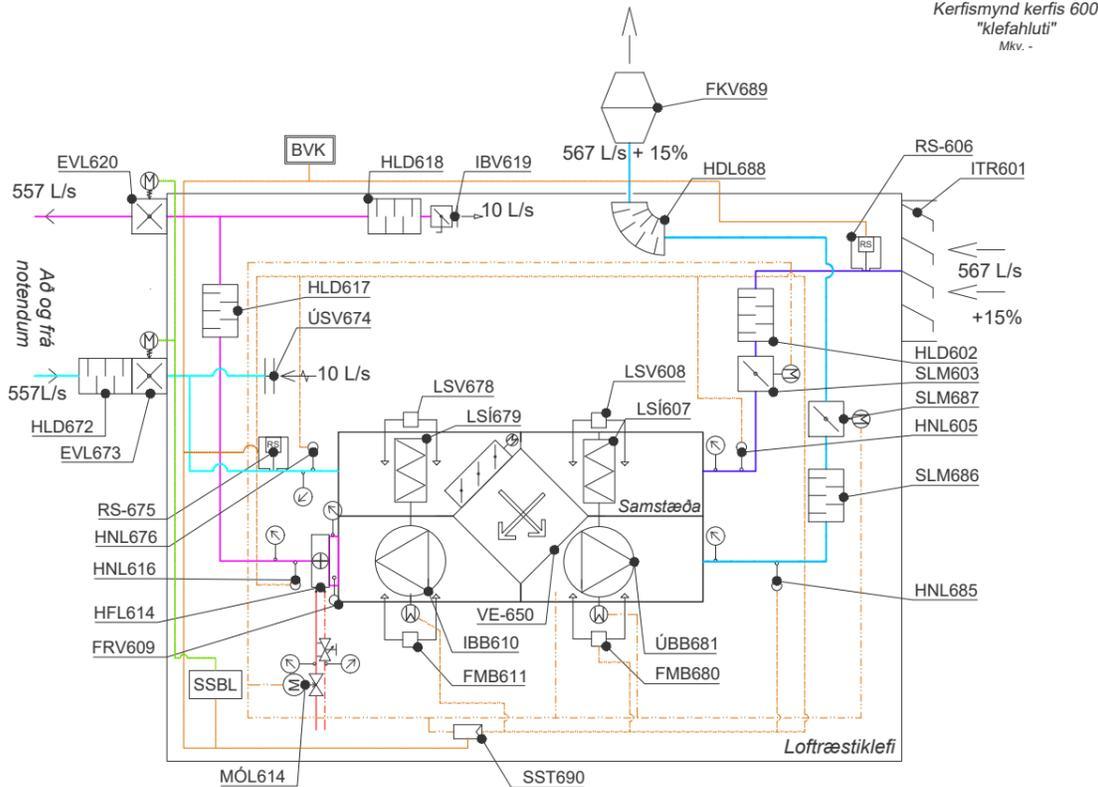 Kerfismynd kerfis 600
"klefahluti"
Mkv. -
FKV689
BVK
567 L/s + 15%
RS-606
EVL620
HLD618
IBV619
HDL688
ITR601
557 L/s
10 L/s
RS
567 L/s
Að og frá
notendum
HLD617
ÚSV674
+15%
M
M
10 L/s
557L/s
HLD602
SLM603
LSV678
LSV608
SLM687
HLD672
LSÍ679
LSÍ607
HNL605
EVL673
RS
M
M
SLM686
RS-675
Samstæða
HNL676
HNL616
HNL685
HFL614
VE-650
FRV609
IBB610
ÚBB681
M
M
FMB611
FMB680
SSBL
M
Loftræstiklefi
MÓL614
SST690